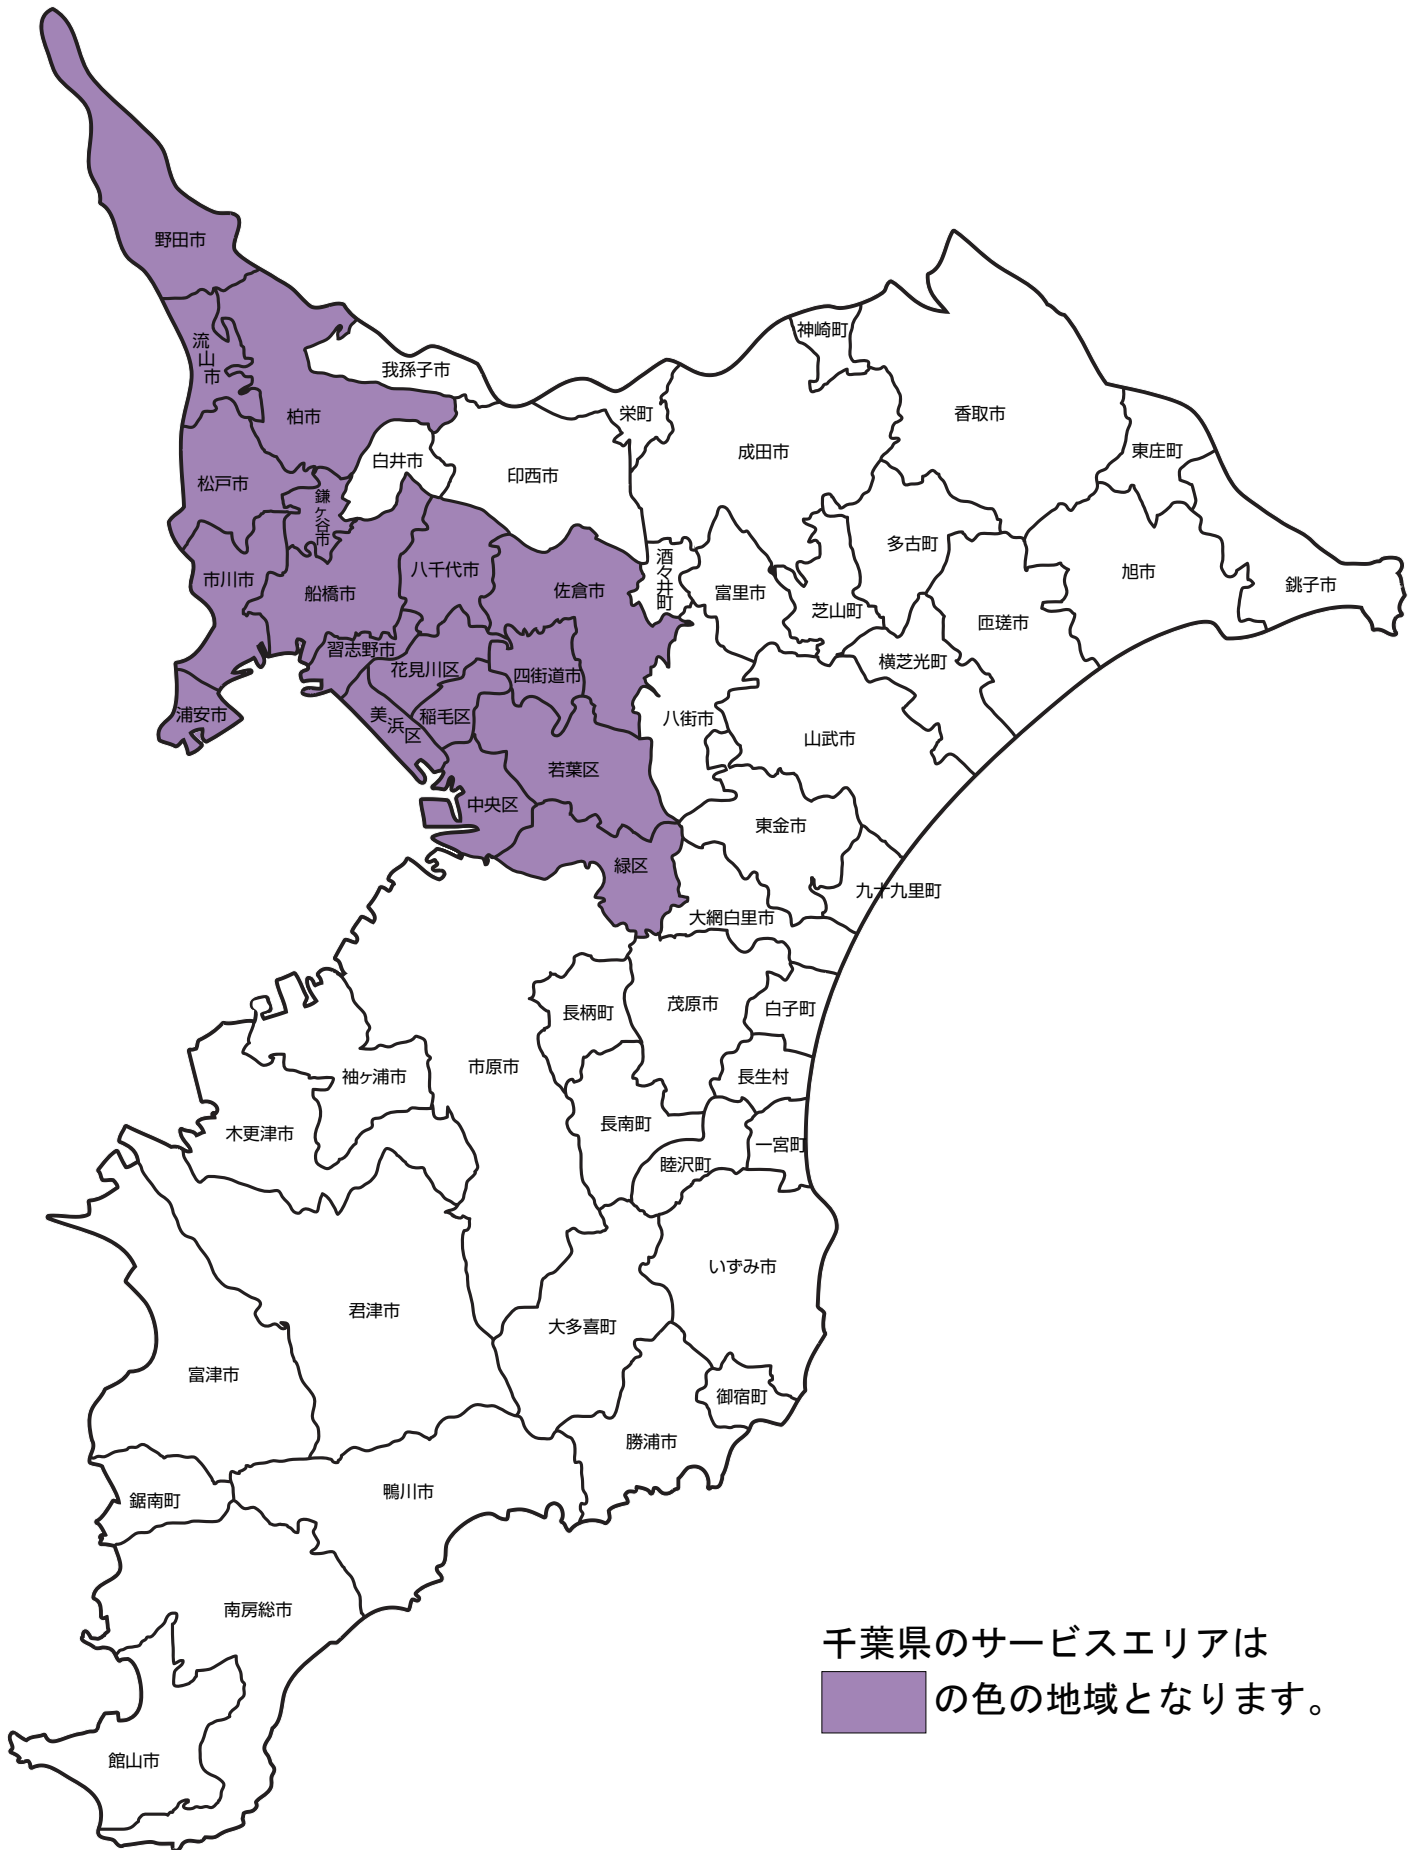 野田市
流山市
我孫子市
柏市
神崎町
栄町
香取市
成田市
東庄町
白井市
印西市
松戸市
鎌ヶ谷市
多古町
酒々井町
八千代市
旭市
市川市
船橋市
佐倉市
富里市
芝山町
銚子市
匝瑳市
習志野市
横芝光町
花見川区
四街道市
浦安市
美浜区
稲毛区
八街市
山武市
若葉区
中央区
東金市
緑区
九十九里町
大網白里市
茂原市
白子町
長柄町
市原市
袖ヶ浦市
長生村
長南町
木更津市
一宮町
睦沢町
いずみ市
君津市
大多喜町
富津市
御宿町
勝浦市
鴨川市
鋸南町
南房総市
館山市
千葉県のサービスエリアは
の色の地域となります。